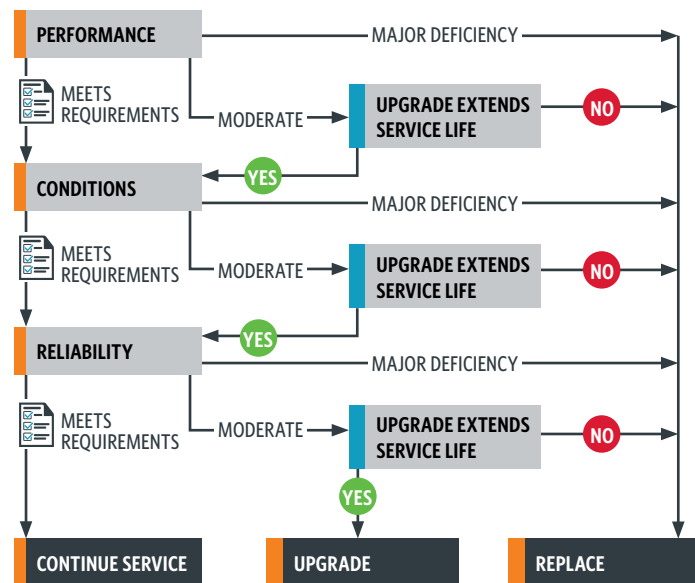 PERFORMANCE
MAJOR DEFICIENCY
MEETS
REQUIREMENTS
MODERATE
UPGRADE EXTENDS
SERVICE LIFE
NO
YES
CONDITIONS
MAJOR DEFICIENCY
MEETS
REQUIREMENTS
MODERATE
UPGRADE EXTENDS
SERVICE LIFE
NO
YES
RELIABILITY
MAJOR DEFICIENCY
MEETS
REQUIREMENTS
MODERATE
UPGRADE EXTENDS
SERVICE LIFE
NO
YES
CONTINUE SERVICE
UPGRADE
REPLACE